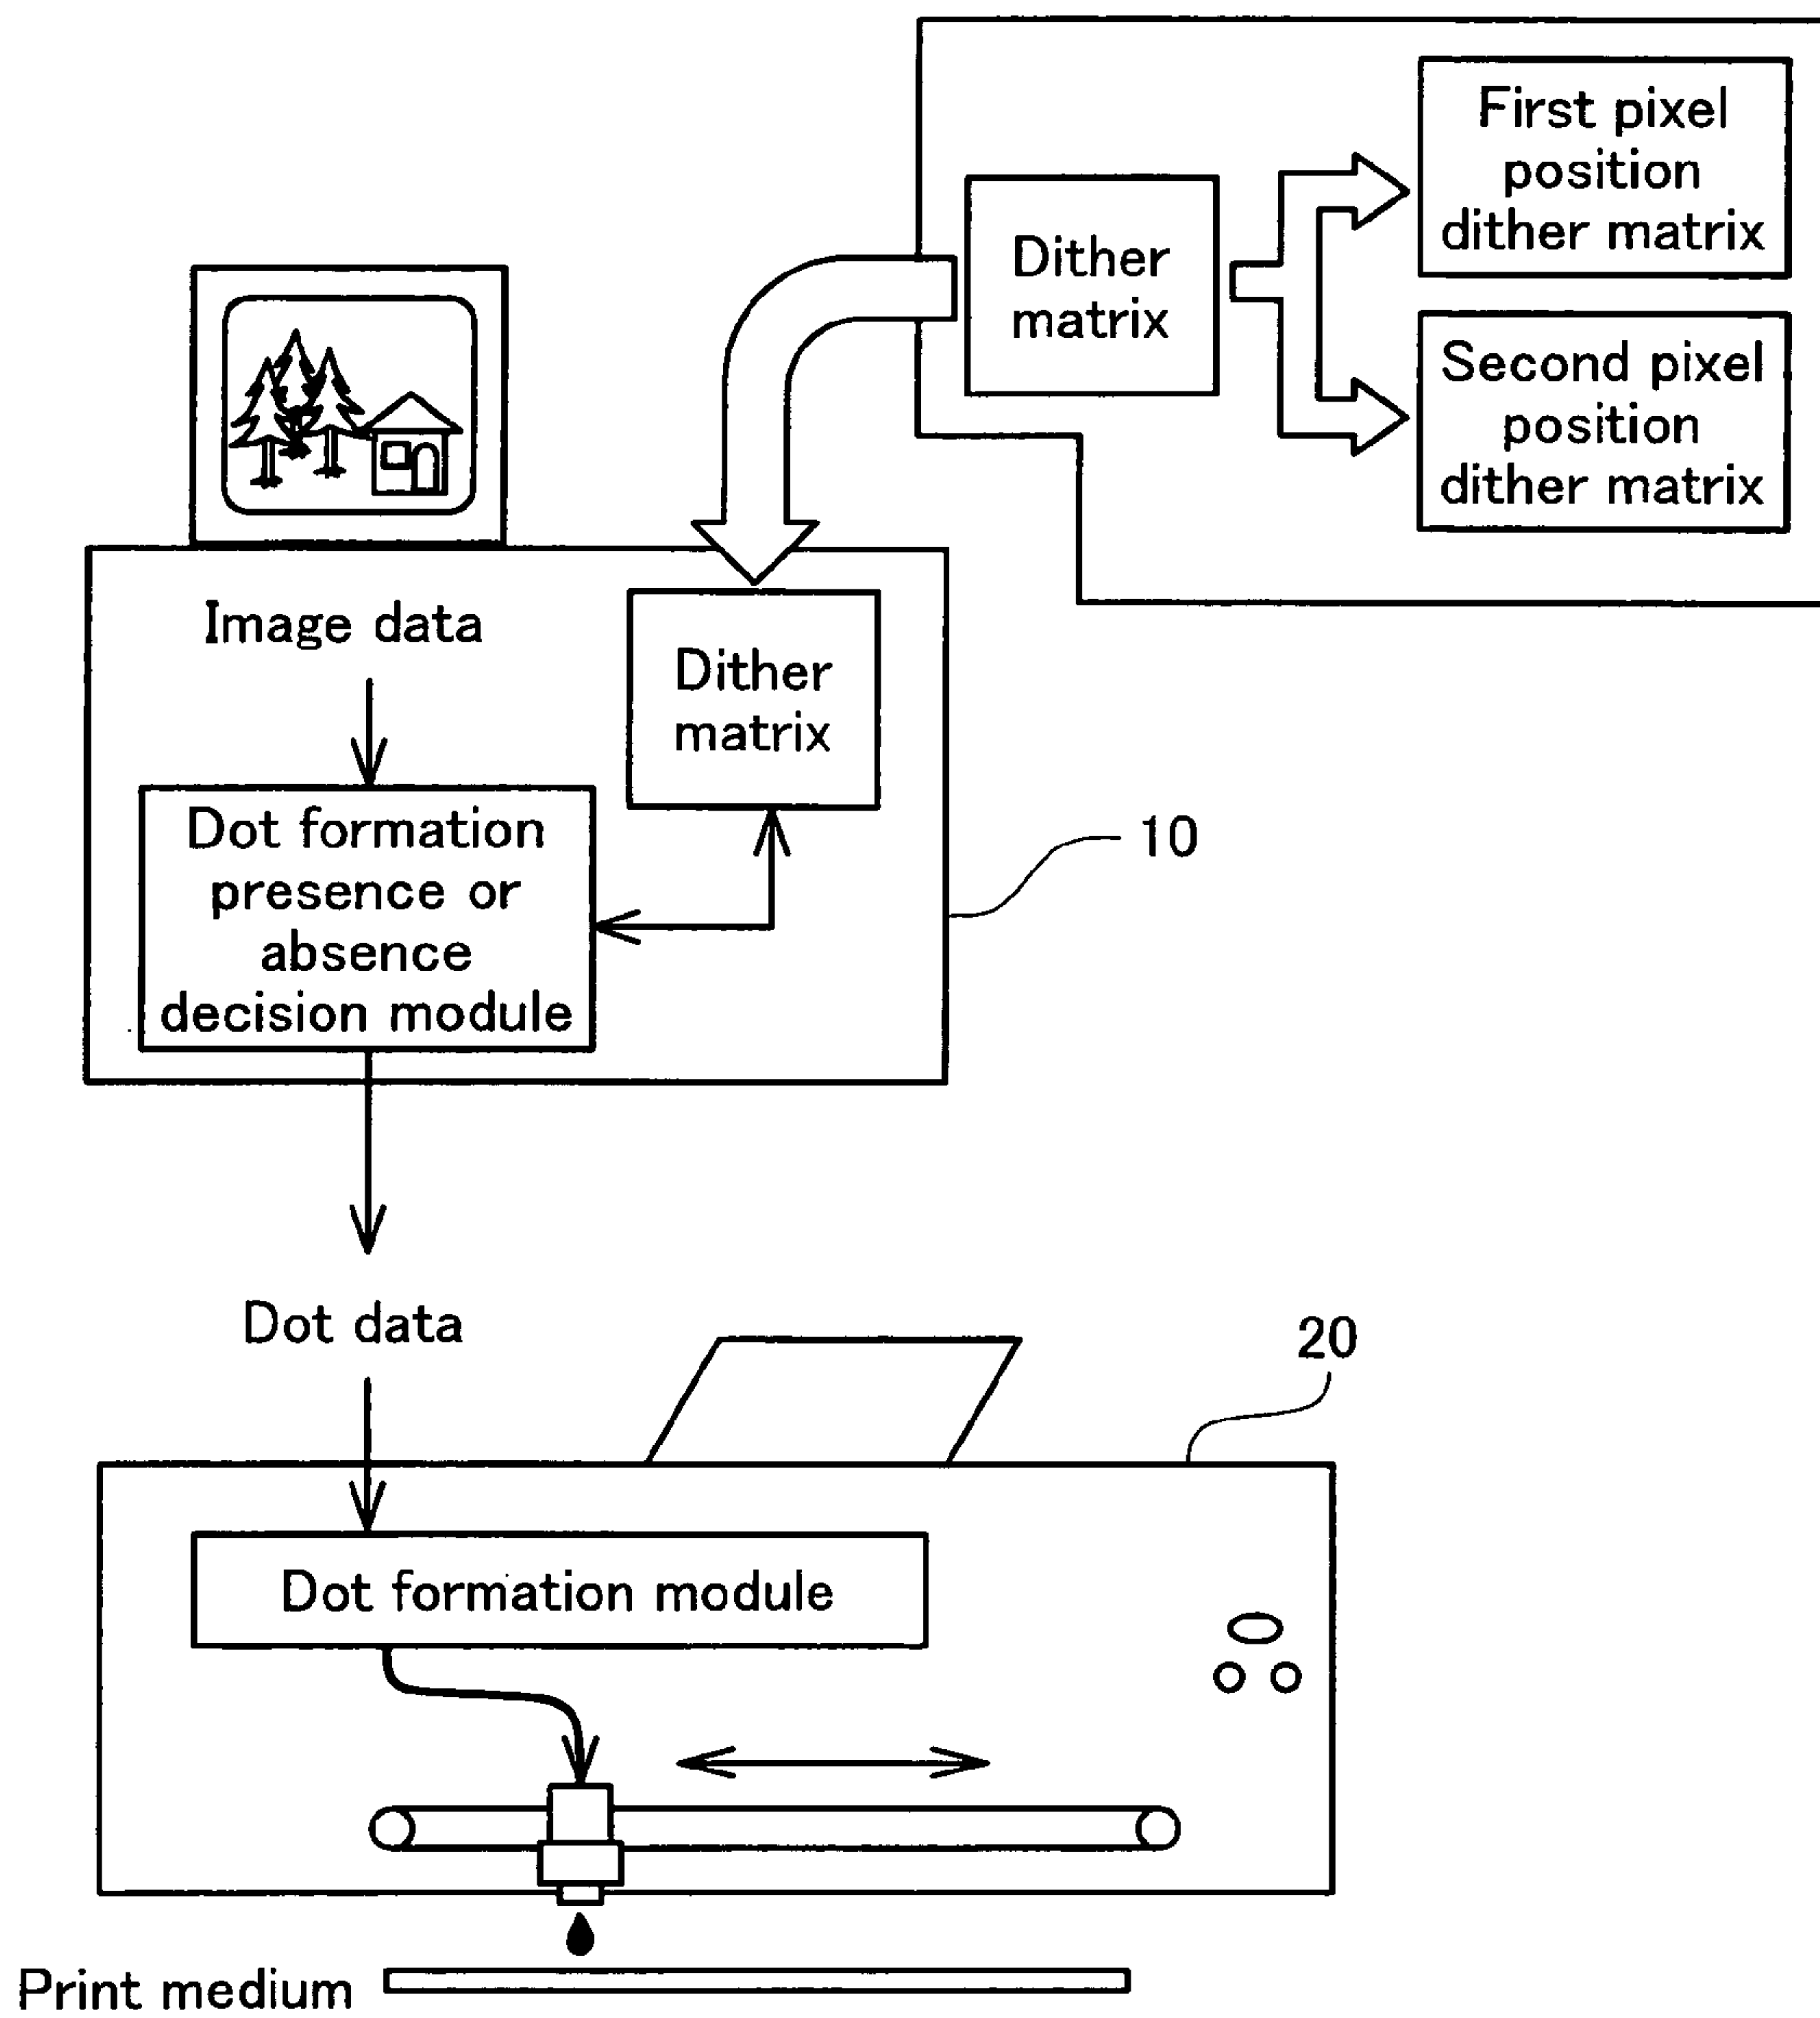 First pixel
position
dither matrix
Dither
matrix
Second pixel
position
dither matrix
Image data
Dither
matrix
Dot formation
presence or
absence
decision module
10
Dot data
20
Dot formation module
Print medium